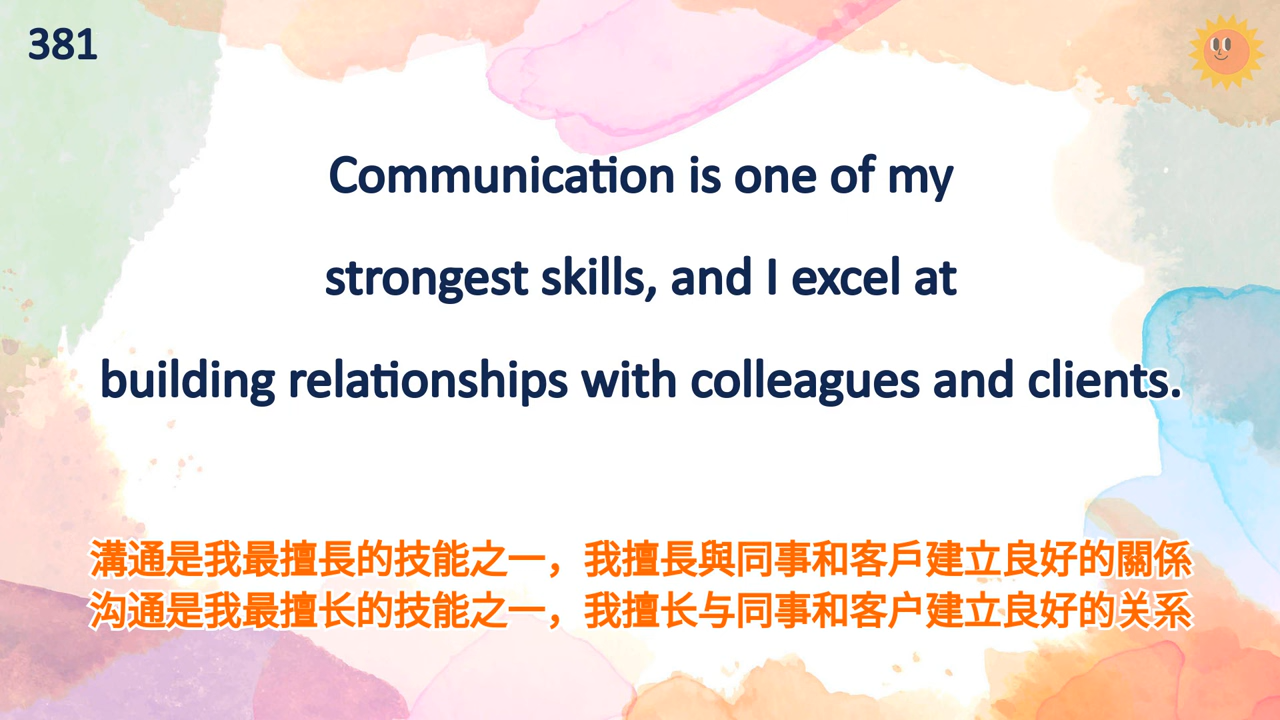 381
Communication is one of my
strongest skills, and I excel at
building relationships with colleagues and clients.
溝通是我最擅長的技能之一，我擅長與同事和客戶建立良好的關係
沟通是我最擅长的技能之一，我擅长与同事和客户建立良好的关系